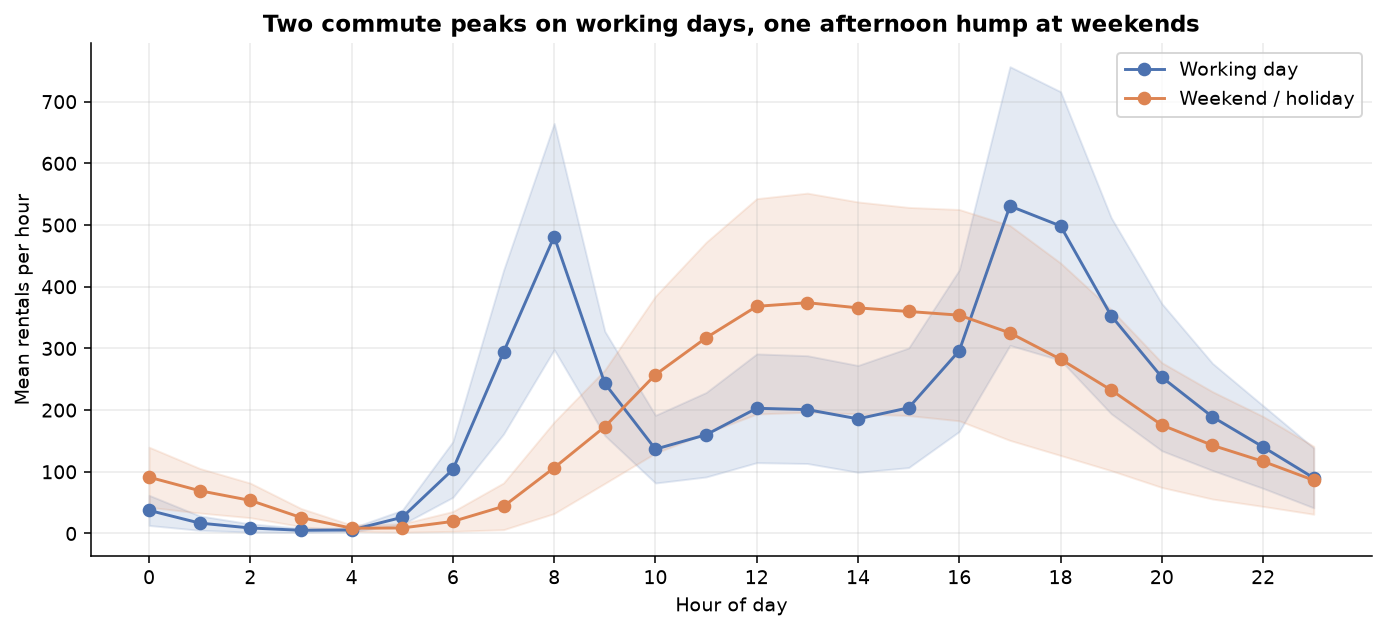 Two commute peaks on working days, one afternoon hump at weekends
Working day
Weekend / holiday
Mean rentals per hour
700
600
500
400
300
200
100
0
0 2 4 6 8 10 12 14 16 18 20 22
Hour of day